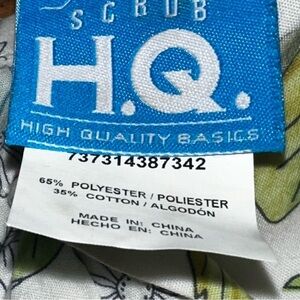 SCRUB
H.Q.
HIGH QUALITY BASICS
737314387342
65% POLYESTER / POLIESTER
35% COTTON / ALGODÓN
MADE IN: CHINA
HECHO EN: CHINA